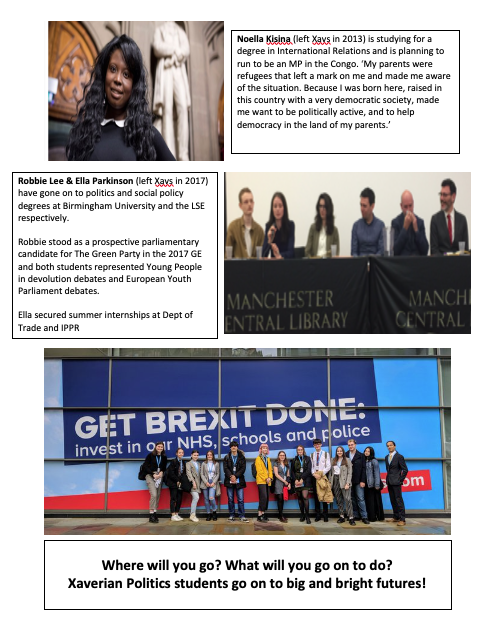 Noella Kisina (left Xavs in 2013) is studying for a
degree in International Relations and is planning to
run to be an MP in the Congo. 'My parents were
refugees that left a mark on me and made me aware
of the situation. Because I was born here, raised in
this country with a very democratic society, made
me want to be politically active, and to help
democracy in the land of my parents.'
Robbie Lee & Ella Parkinson (left Xavs in 2017)
have gone on to politics and social policy
degrees at Birmingham University and the LSE
respectively.
Robbie stood as a prospective parliamentary
candidate for The Green Party in the 2017 GE
and both students represented Young People
in devolution debates and European Youth
Parliament debates.
Ella secured summer internships at Dept of
Trade and IPPR
MANCHESTER
CENTRAL LIBRARY
MANCH
CENTRAL L
GET BREXIT DONE:
invest in our NHS, schools and police
Where will you go? What will you go on to do?
Xaverian Politics students go on to big and bright futures!